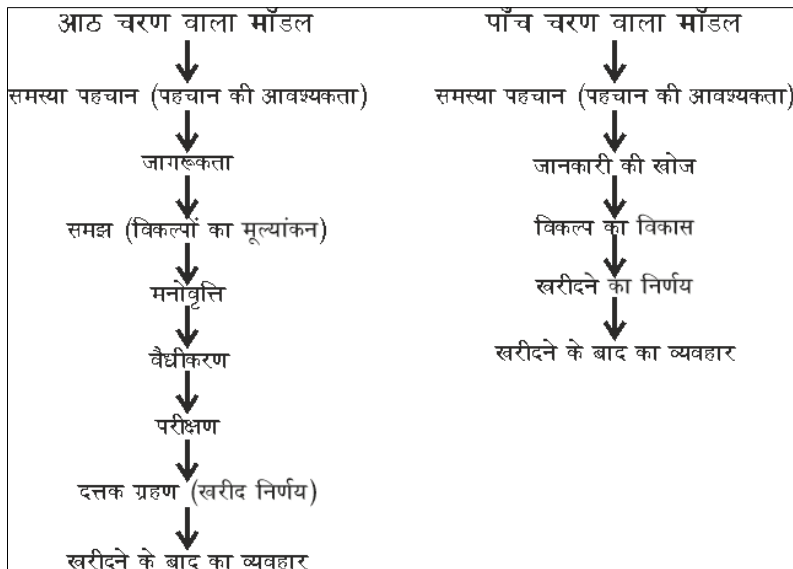 आठ चरण वाला मॉडल
समस्या पहचान (पहचान की आवश्यकता)
जागरूकता
समझ (विकल्पों का मूल्यांकन)
मनोवृत्ति
वैधीकरण
परीक्षण
दत्तक ग्रहण (खरीद निर्णय)
खरीदने के बाद का व्यवहार
पाँच चरण वाला मॉडल
समस्या पहचान (पहचान की आवश्यकता)
जानकारी की खोज
विकल्प का विकास
खरीदने का निर्णय
खरीदने के बाद का व्यवहार